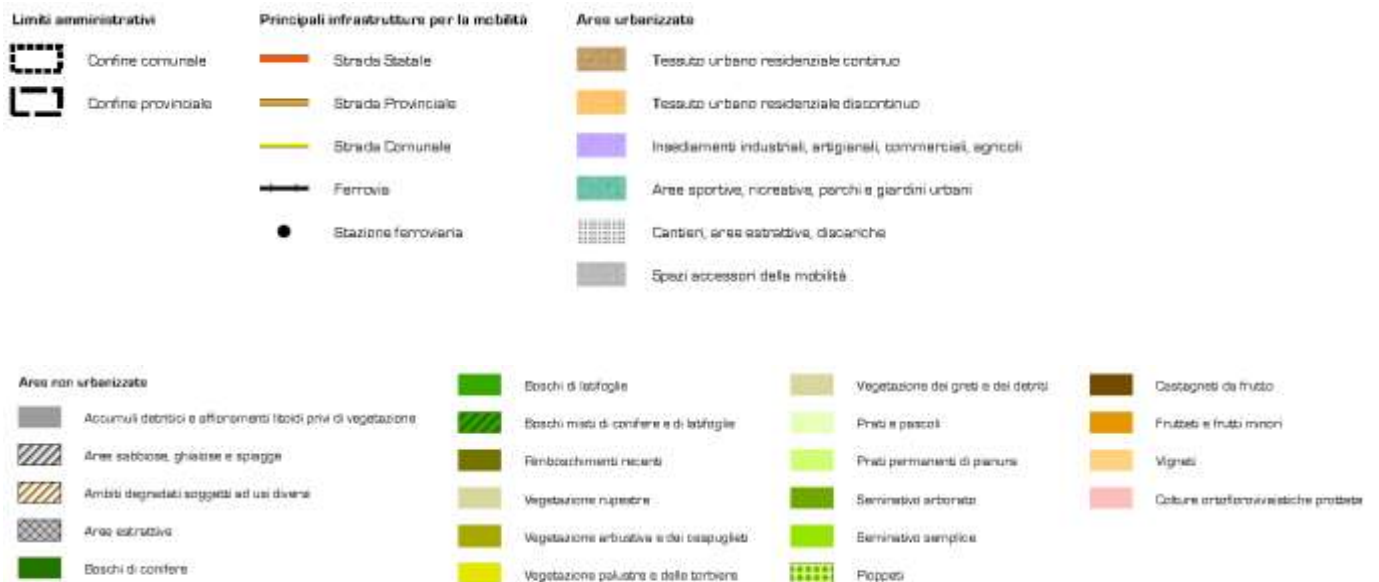 Limiti amministrativi
Confine comunale
Confine provinciale
Principali infrastrutture per la mobilità
Strada Statale
Strada Provinciale
Strada Comunale
Ferrovia
Stazione ferroviaria
Aree urbanizzate
Tessuto urbano residenziale continuo
Tessuto urbano residenziale discontinuo
Insediamenti industriali, artigianali, commerciali, agricoli
Aree sportive, ricreative, parchi e giardini urbani
Cantieri, aree estrattive, discariche
Spazi accessori della mobilità
Aree non urbanizzate
Accumuli detritici e affioramenti litoidi privi di vegetazione
Aree sabbiose, ghiaiose e spiagge
Ambiti degradati soggetti ad usi diversi
Aree estrattive
Boschi di conifere
Boschi di latifoglie
Boschi misti di conifere e di latifoglie
Rimboschimenti recenti
Vegetazione rupestre
Vegetazione arbustiva e dei cespuglieti
Vegetazione palustre e delle torbiere
Vegetazione dei greti e dei detriti
Prati e pascoli
Prati permanenti di pianura
Seminativo arborato
Seminativo semplice
Pioppeti
Castagneti da frutto
Frutteti e frutti minori
Vigneti
Colture ortoflorovivaistiche protette